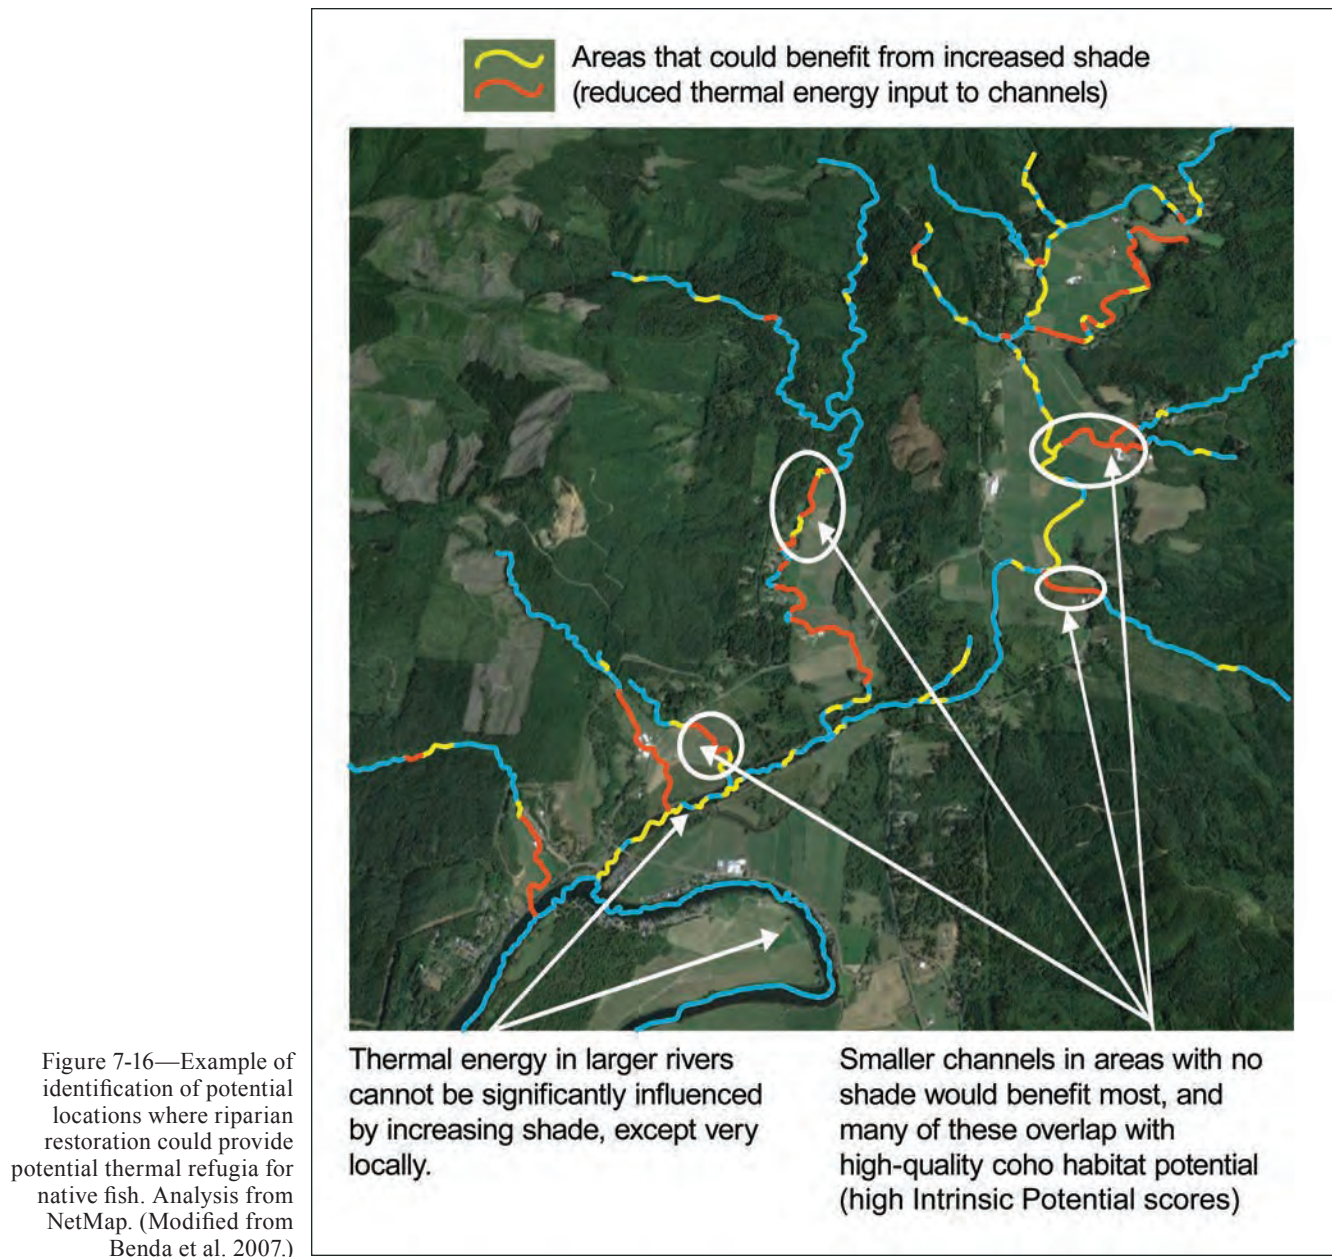 Areas that could benefit from increased shade
(reduced thermal energy input to channels)
Thermal energy in larger rivers
cannot be significantly influenced
by increasing shade, except very
locally.
Smaller channels in areas with no
shade would benefit most, and
many of these overlap with
high-quality coho habitat potential
(high Intrinsic Potential scores)
Figure 7-16—Example of
identification of potential
locations where riparian
restoration could provide
potential thermal refugia for
native fish. Analysis from
NetMap. (Modified from
Benda et al. 2007.)